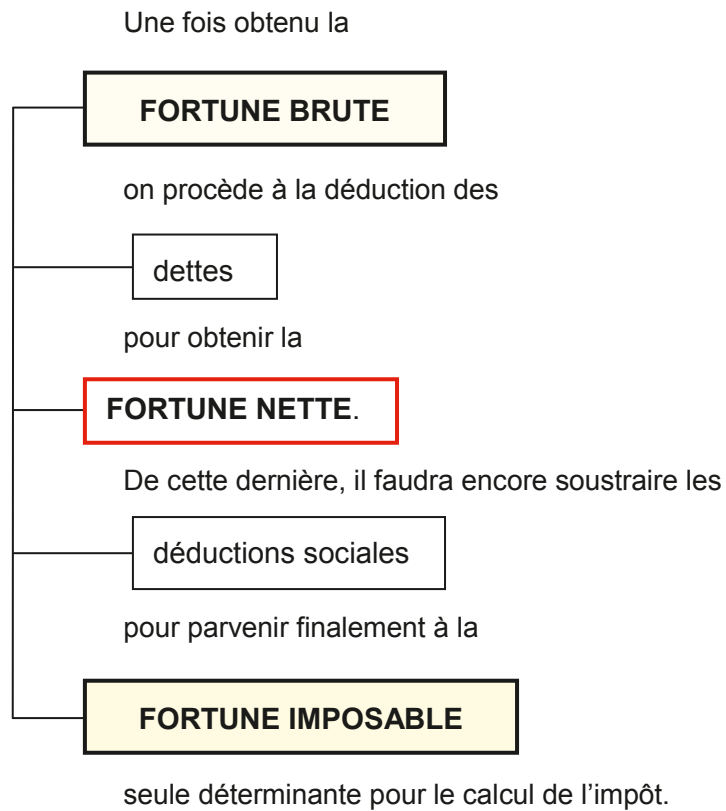 Une fois obtenu la
FORTUNE BRUTE
on procède à la déduction des
dettes
pour obtenir la
FORTUNE NETTE.
De cette dernière, il faudra encore soustraire les
déductions sociales
pour parvenir finalement à la
FORTUNE IMPOSABLE
seule déterminante pour le calcul de l’impôt.